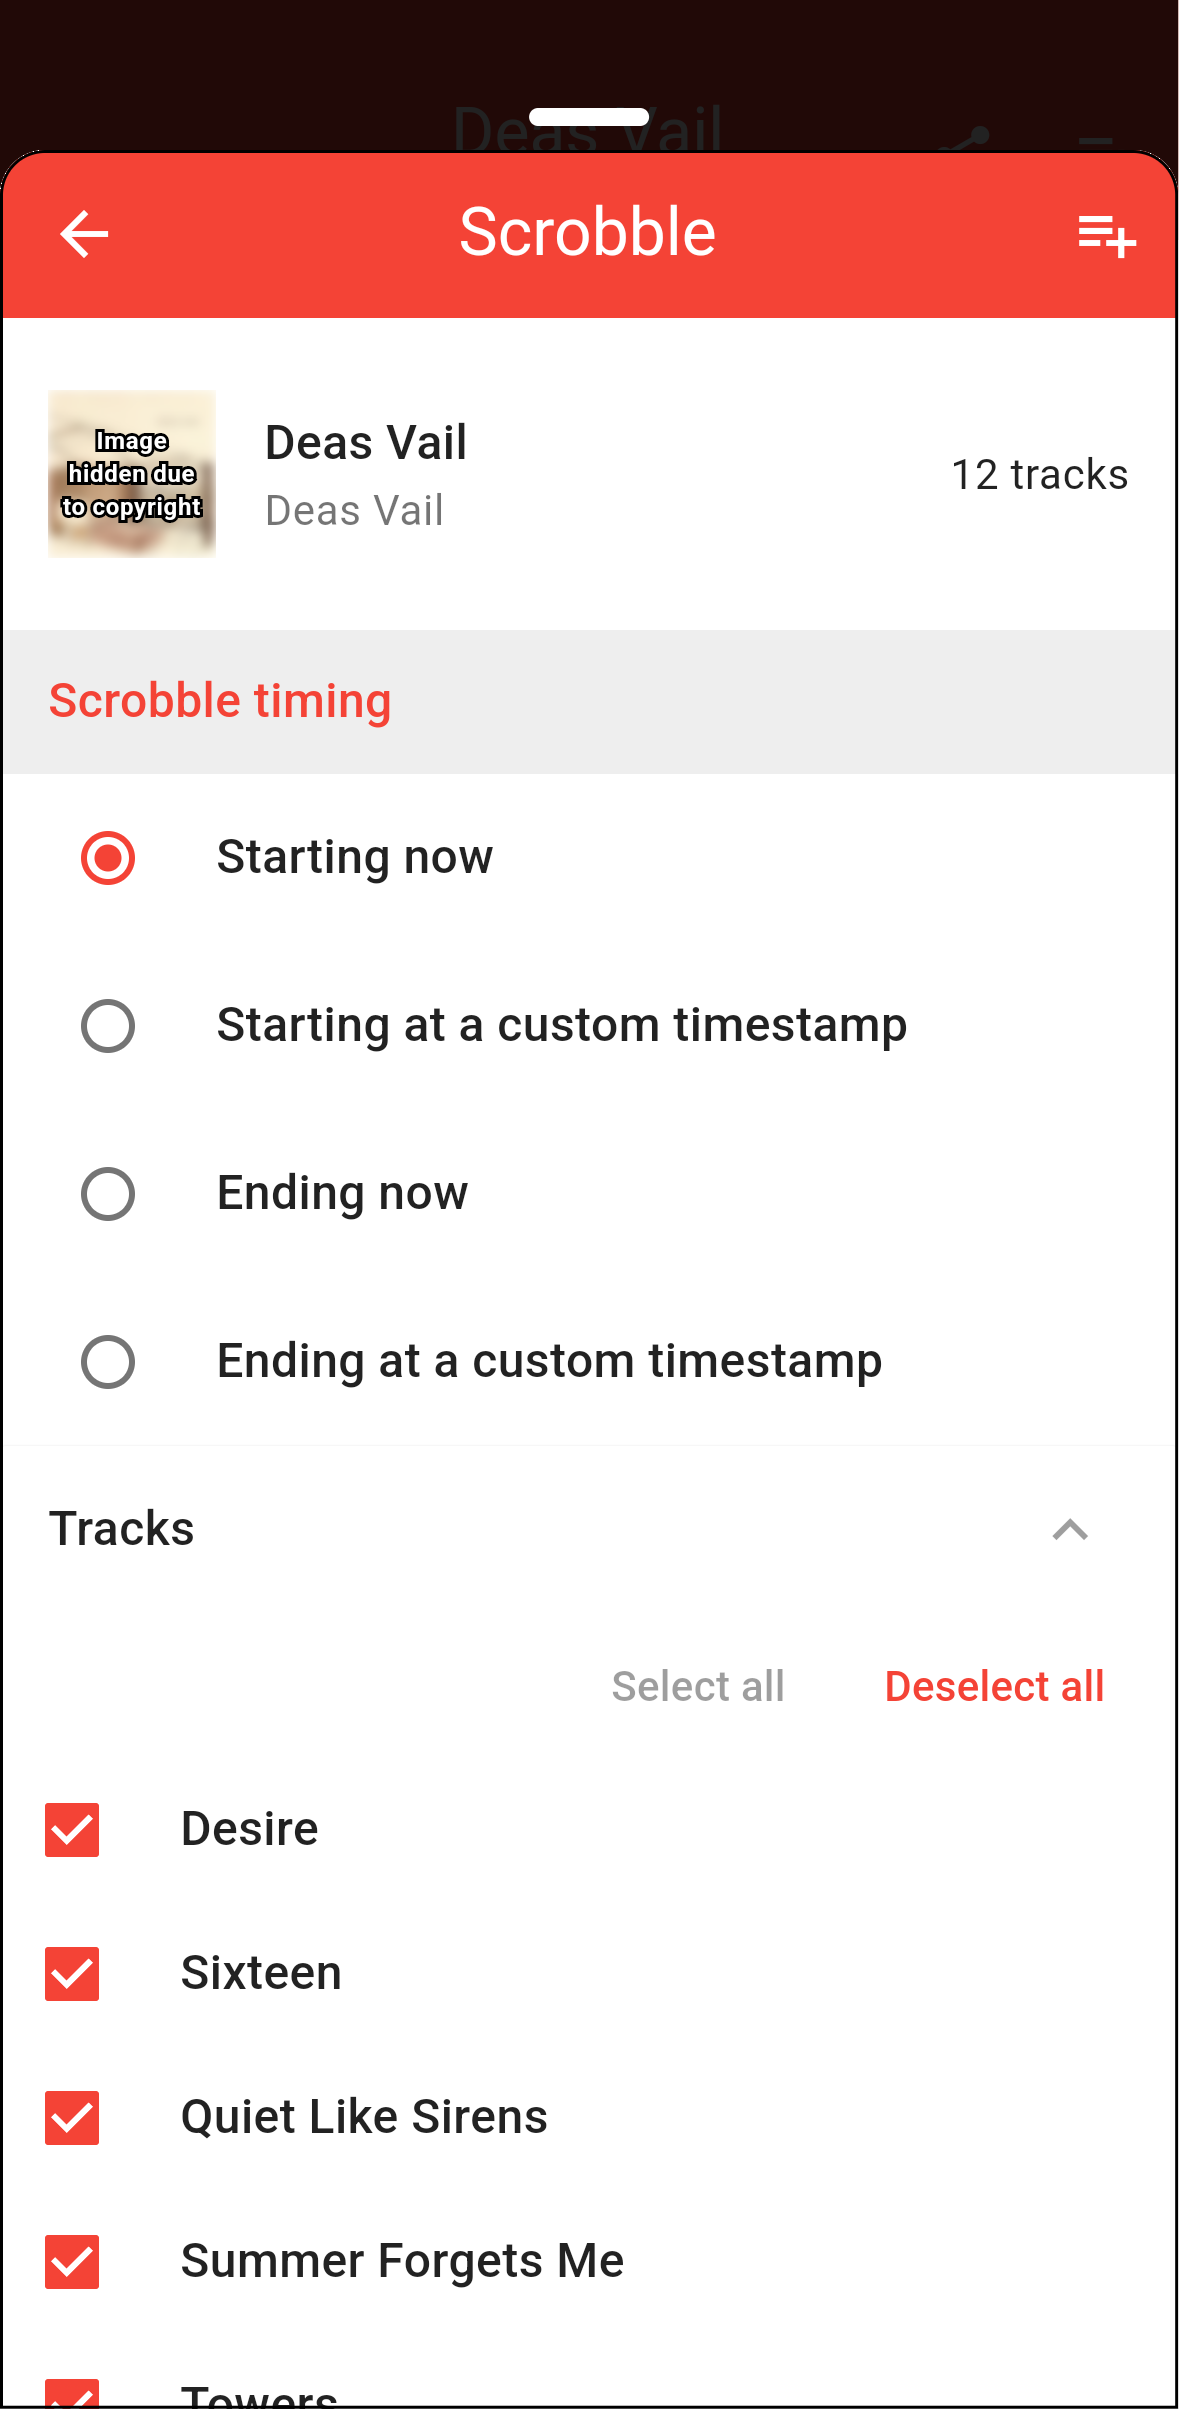 Deas Vail
Scrobble
Image
hidden due
to copyright
Deas Vail
Deas Vail
12 tracks
Scrobble timing
Starting now
Starting at a custom timestamp
Ending now
Ending at a custom timestamp
Tracks
Select all
Deselect all
Desire
Sixteen
Quiet Like Sirens
Summer Forgets Me
Towers